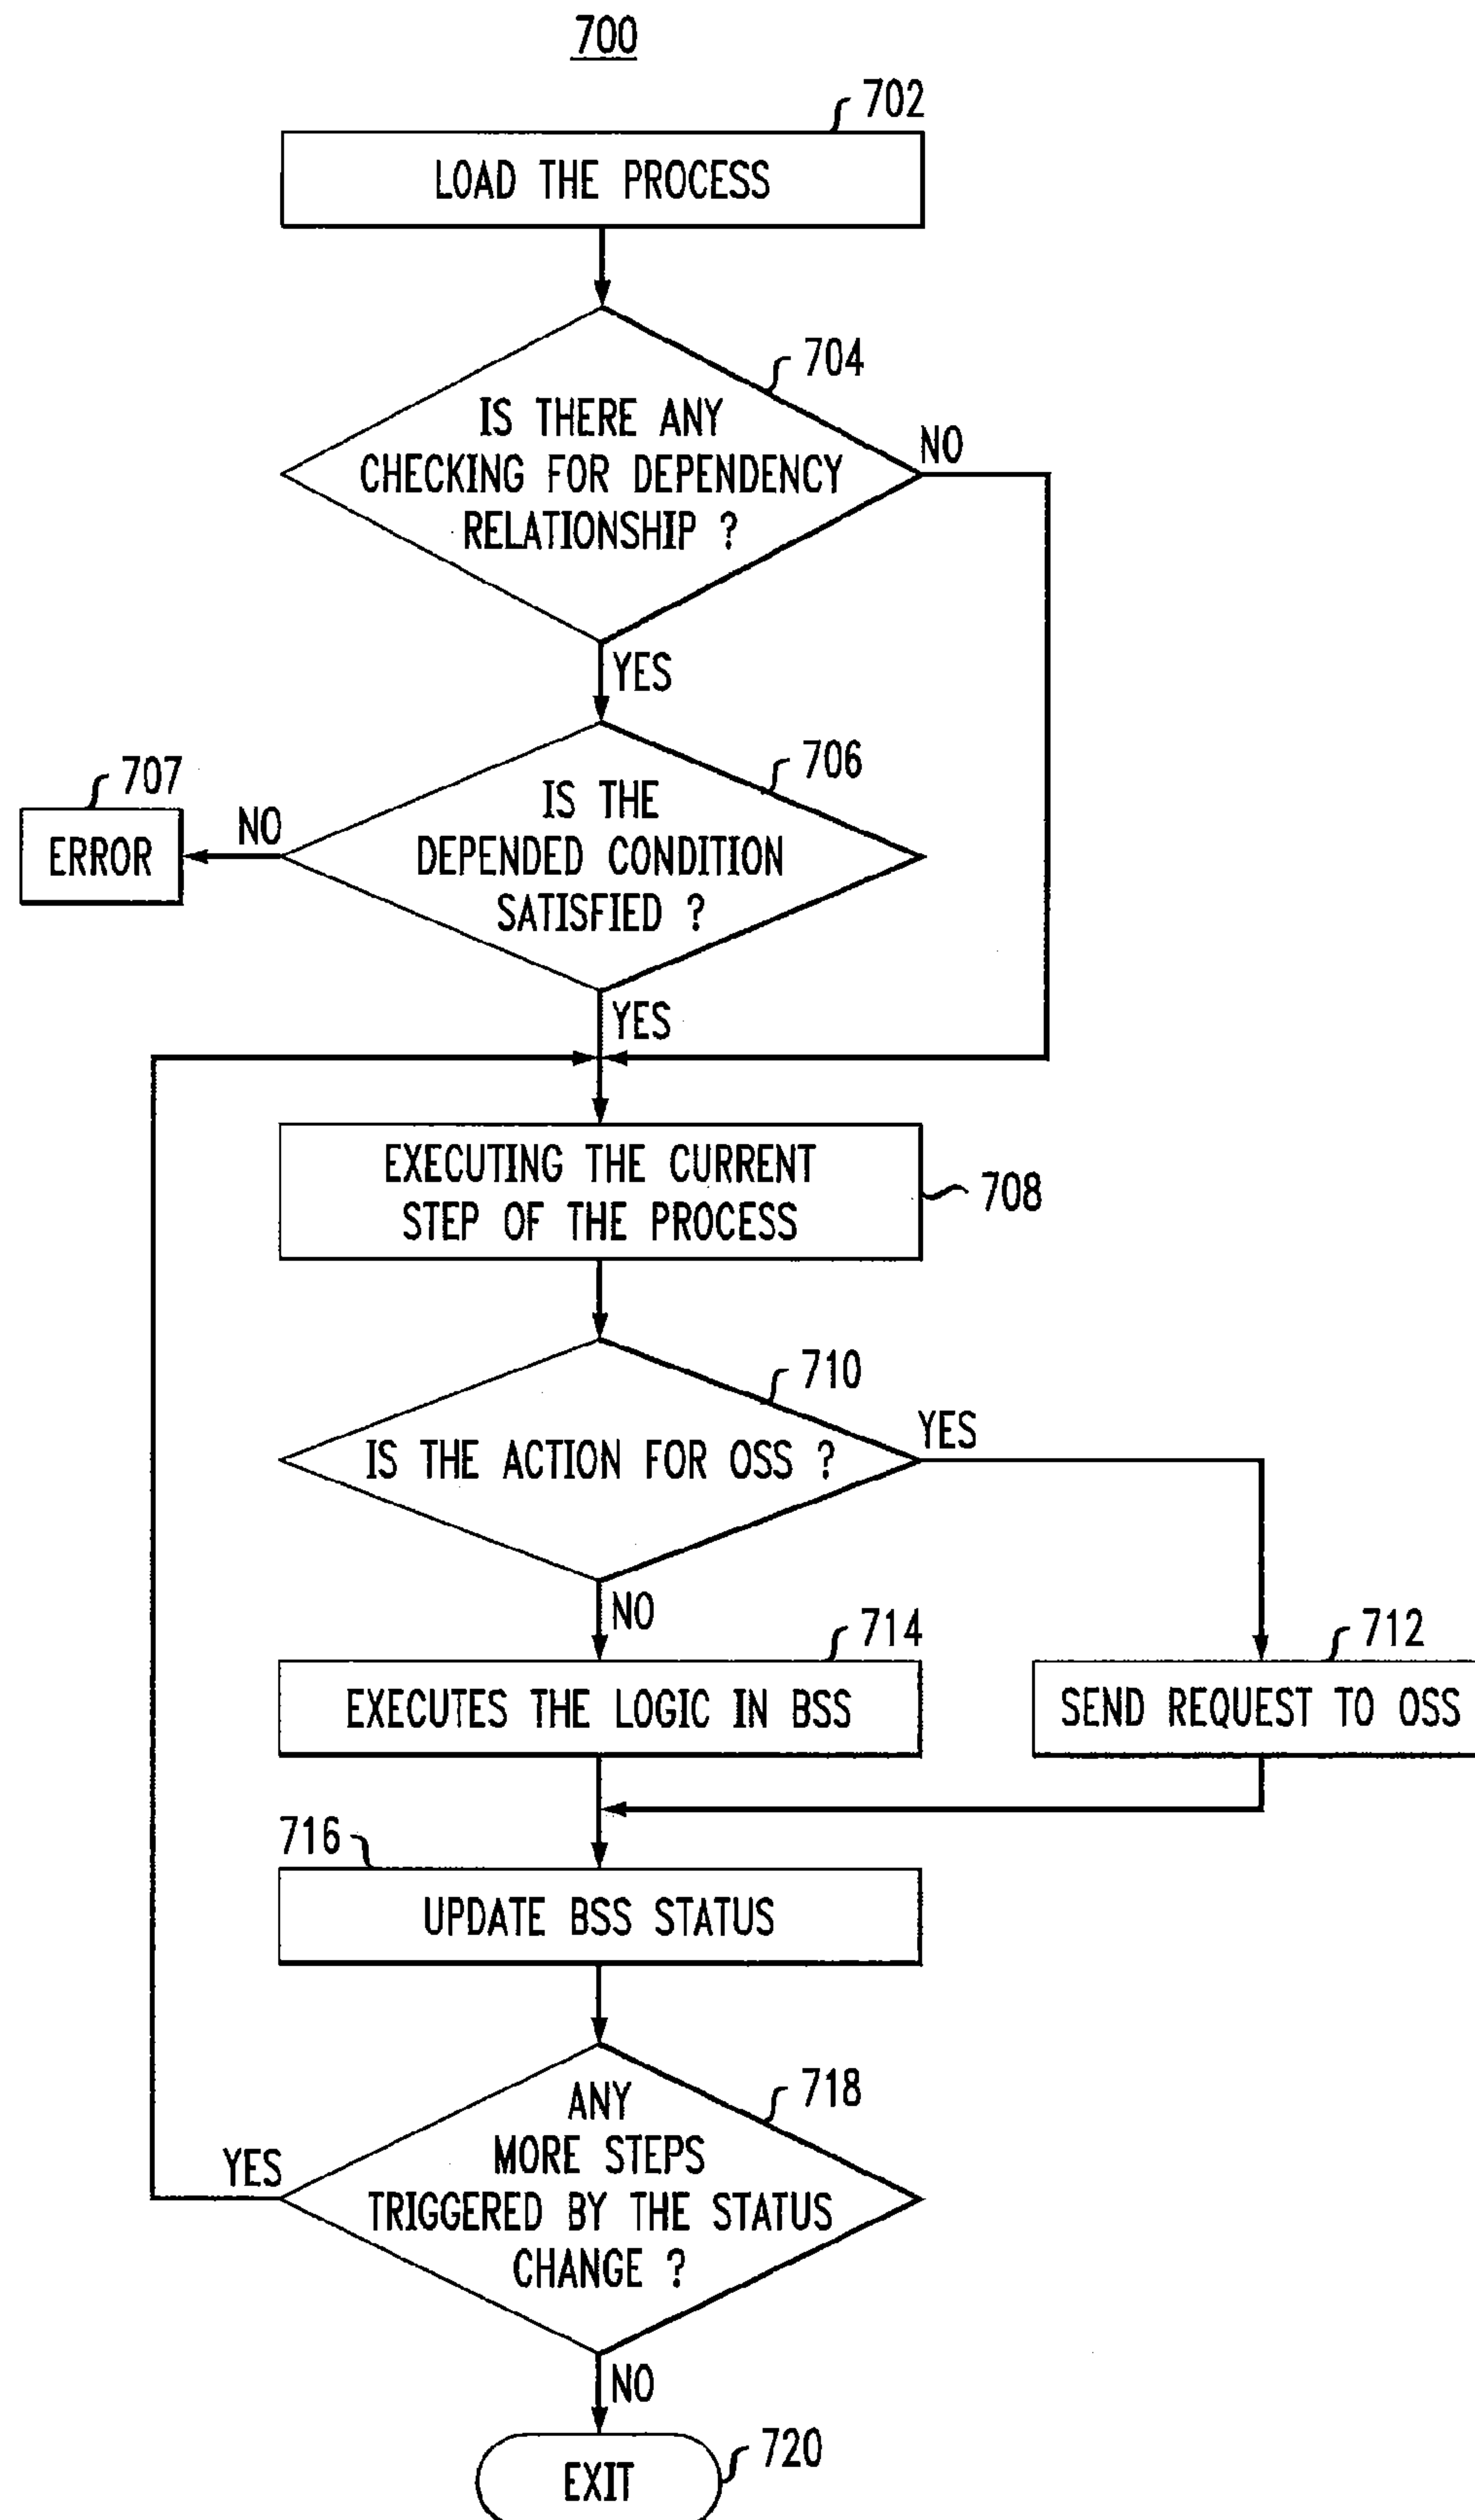 700
702
LOAD THE PROCESS
704
IS THERE ANY
CHECKING FOR DEPENDENCY
RELATIONSHIP ?
NO
YES
706
IS THE
DEPENDED CONDITION
SATISFIED ?
707
ERROR
NO
YES
EXECUTING THE CURRENT
STEP OF THE PROCESS
708
710
IS THE ACTION FOR OSS ?
YES
NO
714
EXECUTES THE LOGIC IN BSS
712
SEND REQUEST TO OSS
716
UPDATE BSS STATUS
718
ANY
MORE STEPS
TRIGGERED BY THE STATUS
CHANGE ?
YES
NO
720
EXIT